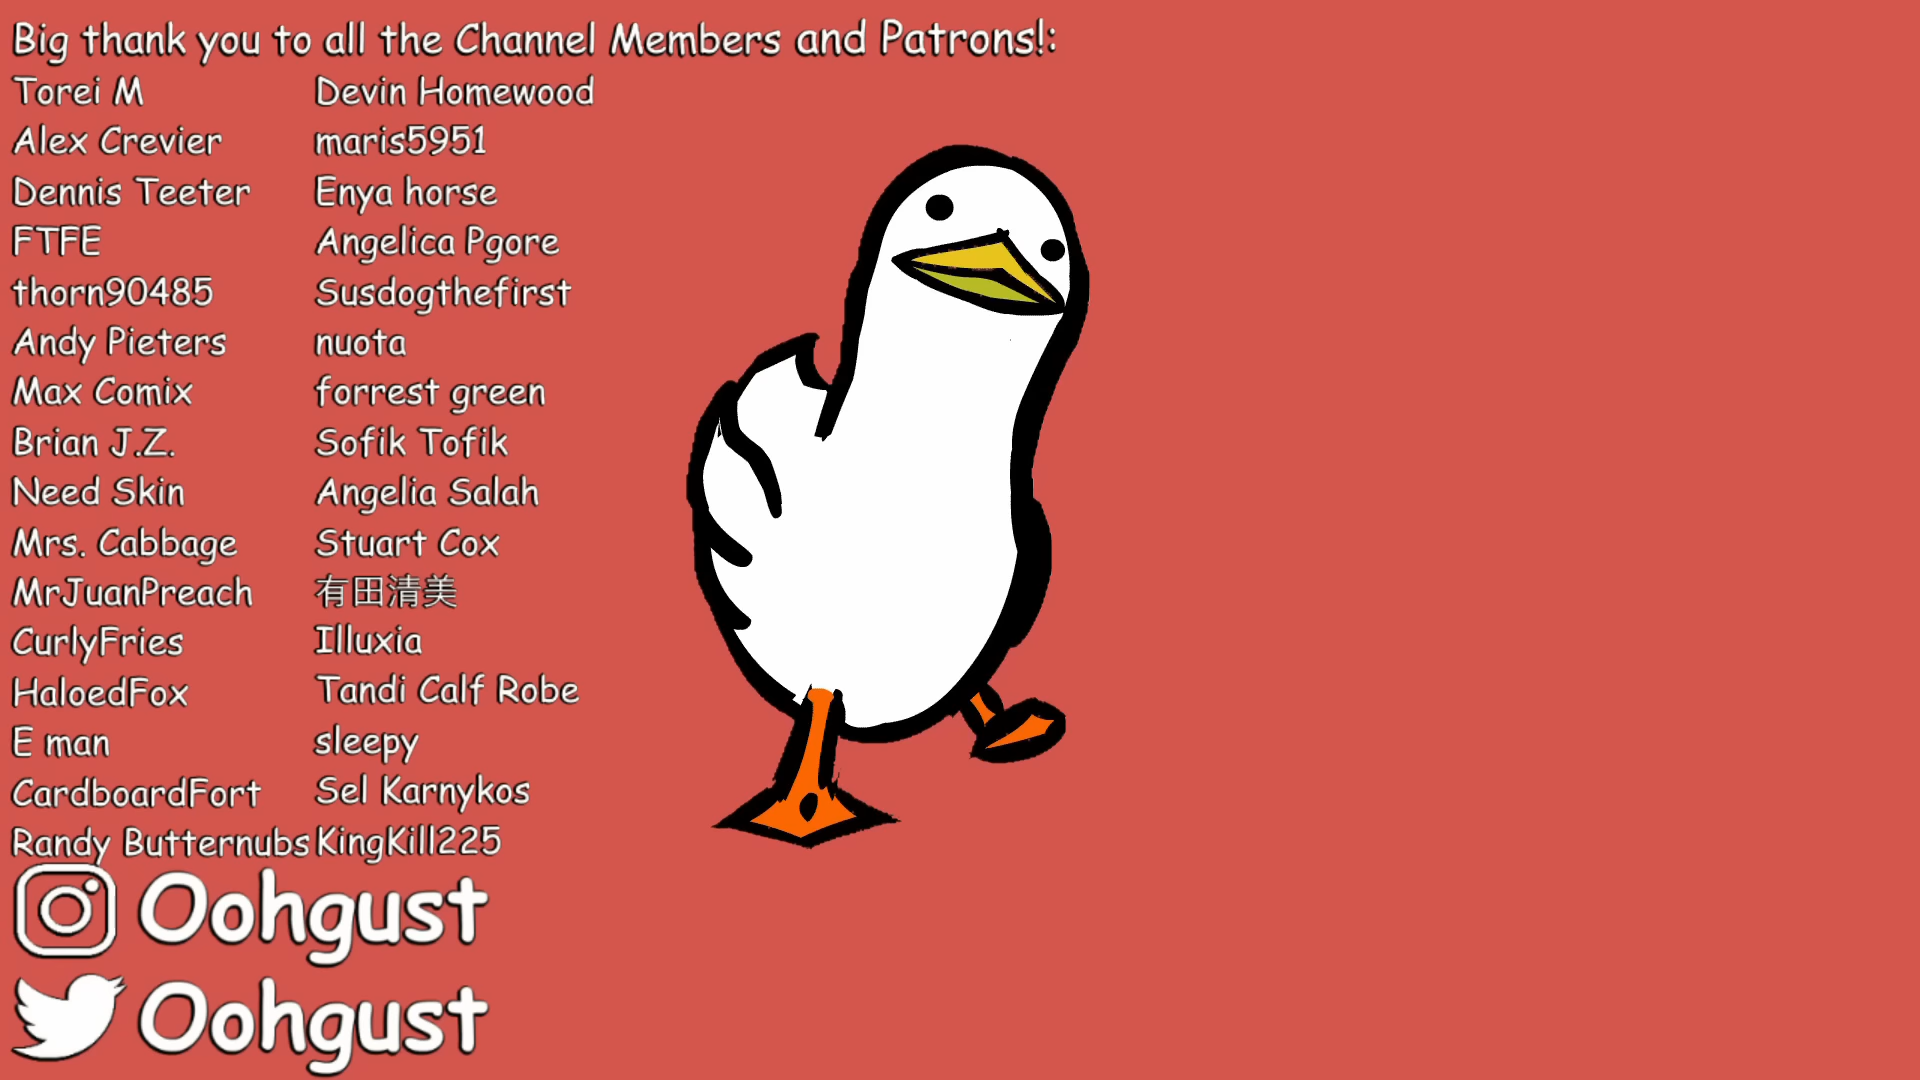 Big thank you to all the Channel Members and Patrons!:
Torei M
Alex Crevier
Dennis Teeter
FTFE
thorn90485
Andy Pieters
Max Comix
Brian J.Z.
Need Skin
Mrs. Cabbage
MrJuanPreach
CurlyFries
HaloedFox
E man
CardboardFort
Randy Butternubs
Devin Homewood
maris5951
Enya horse
Angelica Pgore
Susdogthefirst
nuota
forrest green
Sofik Tofik
Angelia Salah
Stuart Cox
有田清美
Illuxia
Tandi Calf Robe
sleepy
Sel Karnykos
KingKill225
Oohgust
Oohgust